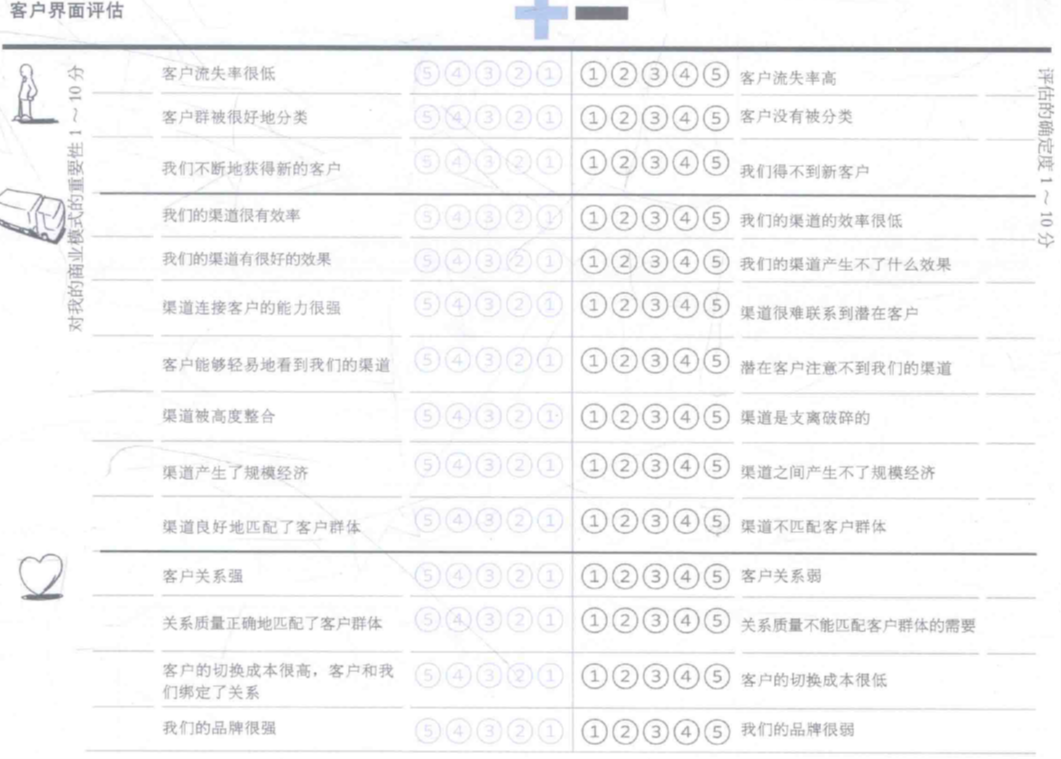 客户界面评估
对我的商业模式的重要性 1 ~ 10 分
评估的确定度 1 ~ 10 分
客户流失率很低 ⑤④③②① ①②③④⑤ 客户流失率高
客户群被很好地分类 ⑤④③②① ①②③④⑤ 客户没有被分类
我们不断地获得新的客户 ⑤④③②① ①②③④⑤ 我们得不到新客户
我们的渠道很有效率 ⑤④③②① ①②③④⑤ 我们的渠道的效率很低
我们的渠道有很好的效果 ⑤④③②① ①②③④⑤ 我们的渠道产生不了什么效果
渠道连接客户的能力很强 ⑤④③②① ①②③④⑤ 渠道很难联系到潜在客户
客户能够轻易地看到我们的渠道 ⑤④③②① ①②③④⑤ 潜在客户注意不到我们的渠道
渠道被高度整合 ⑤④③②① ①②③④⑤ 渠道是支离破碎的
渠道产生了规模经济 ⑤④③②① ①②③④⑤ 渠道之间产生不了规模经济
渠道良好地匹配了客户群体 ⑤④③②① ①②③④⑤ 渠道不匹配客户群体
客户关系强 ⑤④③②① ①②③④⑤ 客户关系弱
关系质量正确地匹配了客户群体 ⑤④③②① ①②③④⑤ 关系质量不能匹配客户群体的需要
客户的切换成本很高，客户和我
们绑定了关系 ⑤④③②① ①②③④⑤ 客户的切换成本很低
我们的品牌很强 ⑤④③②① ①②③④⑤ 我们的品牌很弱